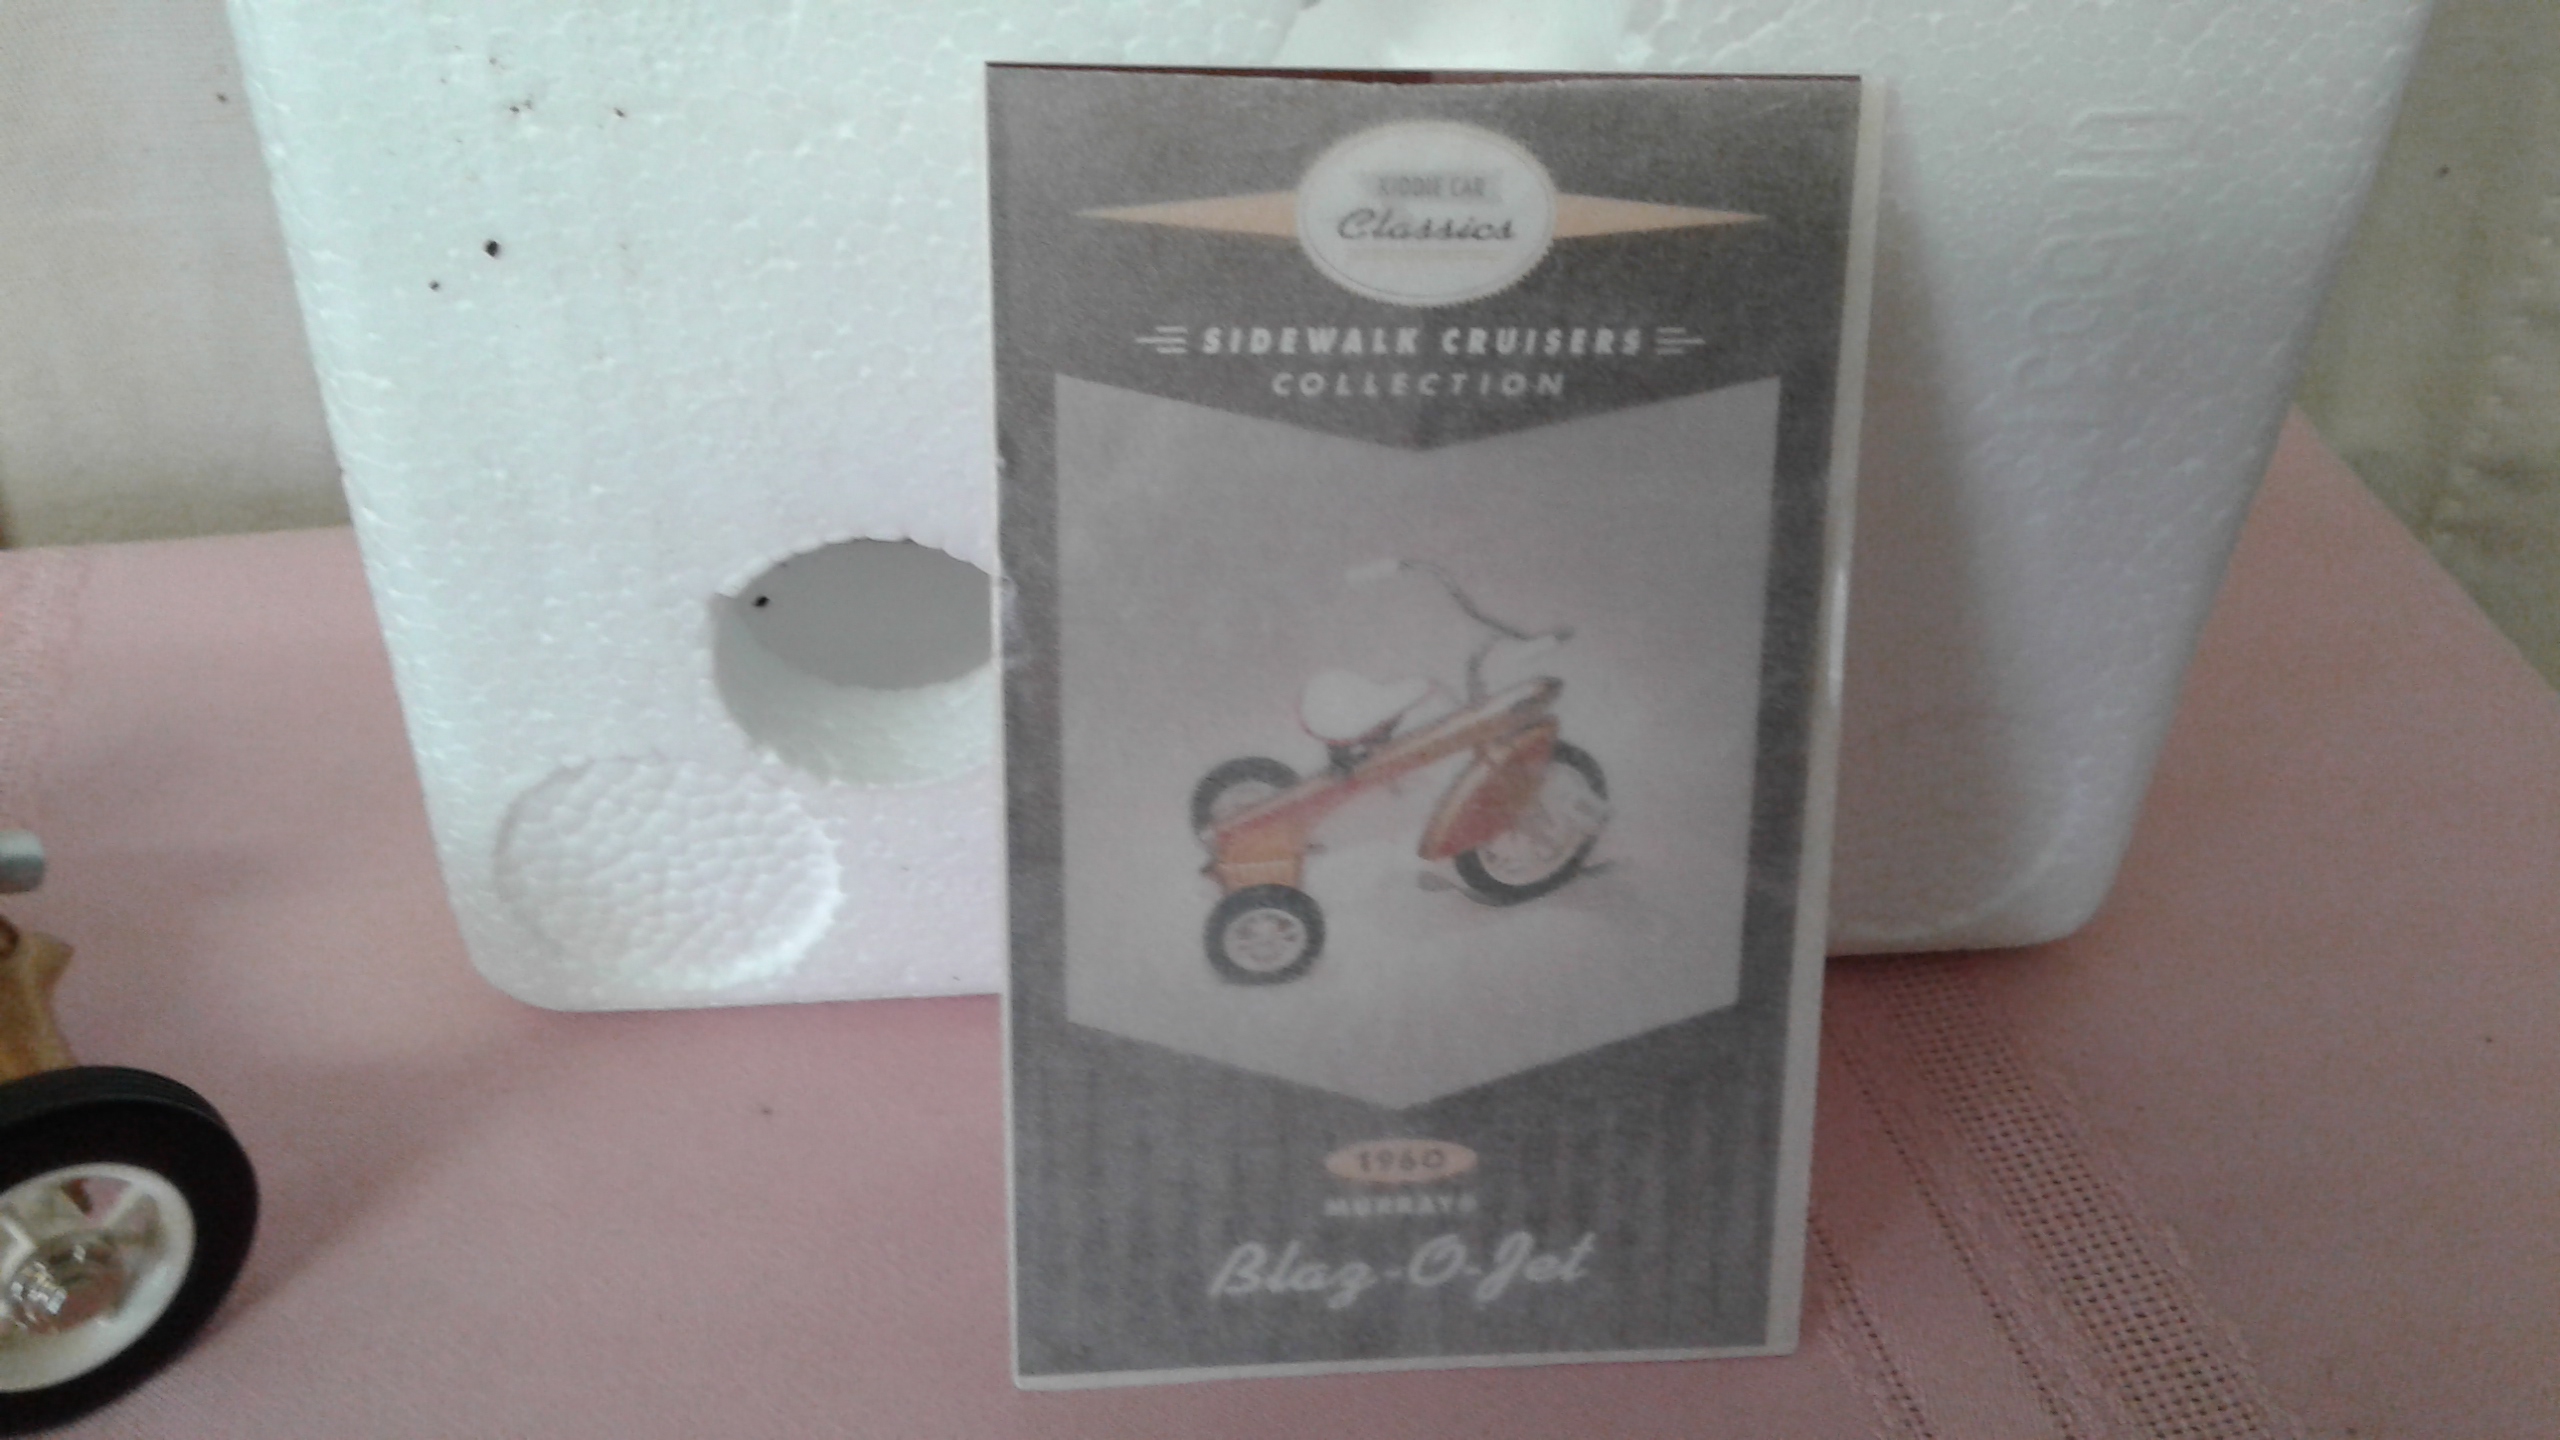 KIDDIE CAR
Classics
SIDEWALK CRUISERS
COLLECTION
1960
MURRAY®
Blaz-O-Jet